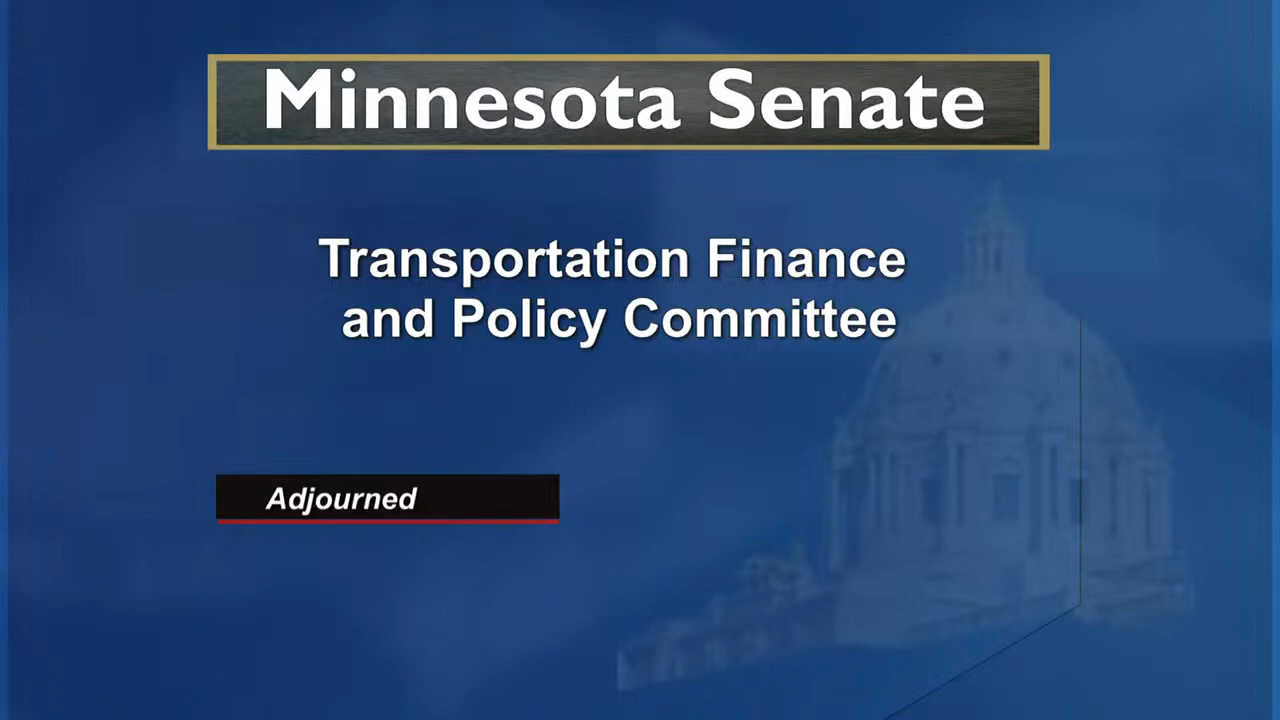 Minnesota Senate
Transportation Finance
and Policy Committee
Adjourned